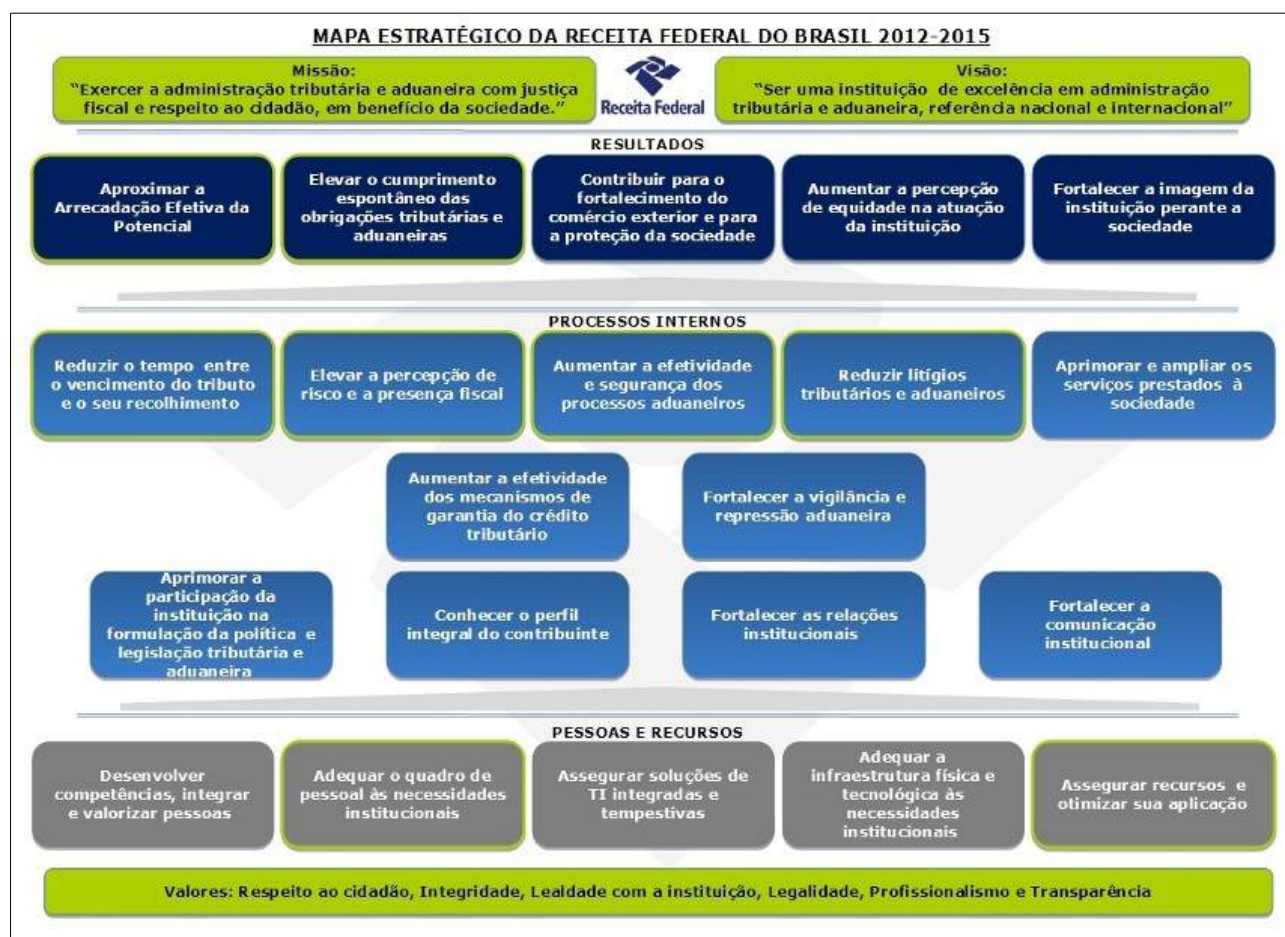 MAPA ESTRATÉGICO DA RECEITA FEDERAL DO BRASIL 2012-2015
Missão:
“Exercer a administração tributária e aduaneira com justiça
fiscal e respeito ao cidadão, em benefício da sociedade.”
Receita Federal
Visão:
“Ser uma instituição de excelência em administração
tributária e aduaneira, referência nacional e internacional”
RESULTADOS
Aproximar a
Arrecadação Efetiva da
Potencial
Elevar o cumprimento
espontâneo das
obrigações tributárias e
aduaneiras
Contribuir para o
fortalecimento do
comércio exterior e para
a proteção da sociedade
Aumentar a percepção
de equidade na atuação
da instituição
Fortalecer a imagem da
instituição perante a
sociedade
PROCESSOS INTERNOS
Reduzir o tempo entre
o vencimento do tributo
e o seu recolhimento
Elevar a percepção de
risco e a presença fiscal
Aumentar a efetividade
e segurança dos
processos aduaneiros
Reduzir litígios
tributários e aduaneiros
Aprimorar e ampliar os
serviços prestados à
sociedade
Aumentar a efetividade
dos mecanismos de
garantia do crédito
tributário
Fortalecer a vigilância e
repressão aduaneira
Aprimorar a
participação da
instituição na
formulação da política e
legislação tributária e
aduaneira
Conhecer o perfil
integral do contribuinte
Fortalecer as relações
institucionais
Fortalecer a
comunicação
institucional
PESSOAS E RECURSOS
Desenvolver
competências, integrar
e valorizar pessoas
Adequar o quadro de
pessoal às necessidades
institucionais
Assegurar soluções de
TI integradas e
tempestivas
Adequar a
infraestrutura física e
tecnológica às
necessidades
institucionais
Assegurar recursos e
otimizar sua aplicação
Valores: Respeito ao cidadão, Integridade, Lealdade com a instituição, Legalidade, Profissionalismo e Transparência